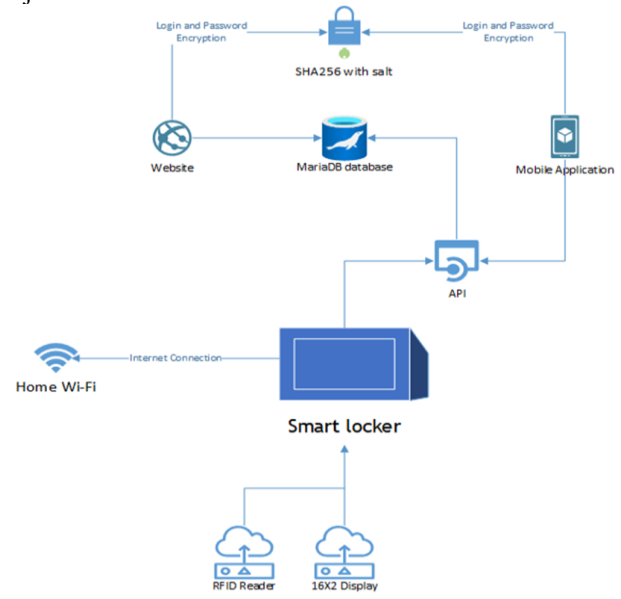 Login and Password
Encryption
Login and Password
Encryption
SHA256 with salt
Website
MariaDB database
Mobile Application
API
Internet Connection
Home Wi-Fi
Smart locker
RFID Reader
16X2 Display